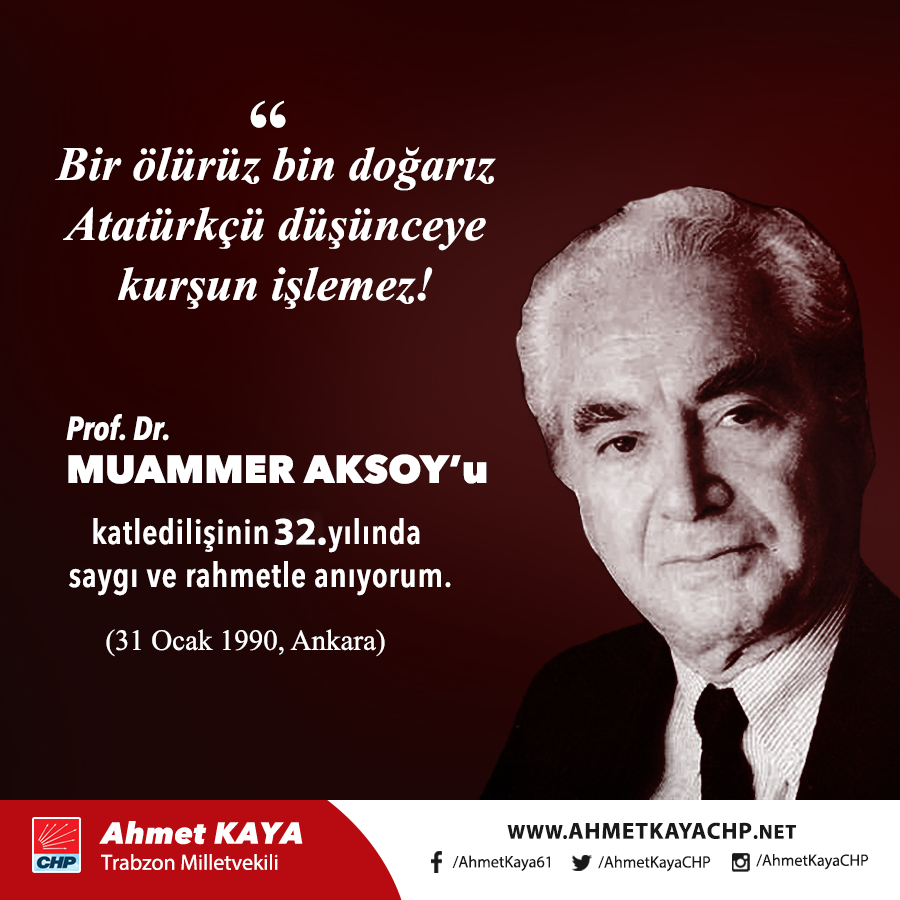 “
Bir ölürüz bin doğarız
Atatürkçü düşünceye
kurşun işlemez!
Prof. Dr.
MUAMMER AKSOY’u
katledilişinin 32.yılında
saygı ve rahmetle anıyorum.
(31 Ocak 1990, Ankara)
CHP
Ahmet KAYA
Trabzon Milletvekili
WWW.AHMETKAYACHP.NET
/AhmetKaya61 /AhmetKayaCHP /AhmetKayaCHP